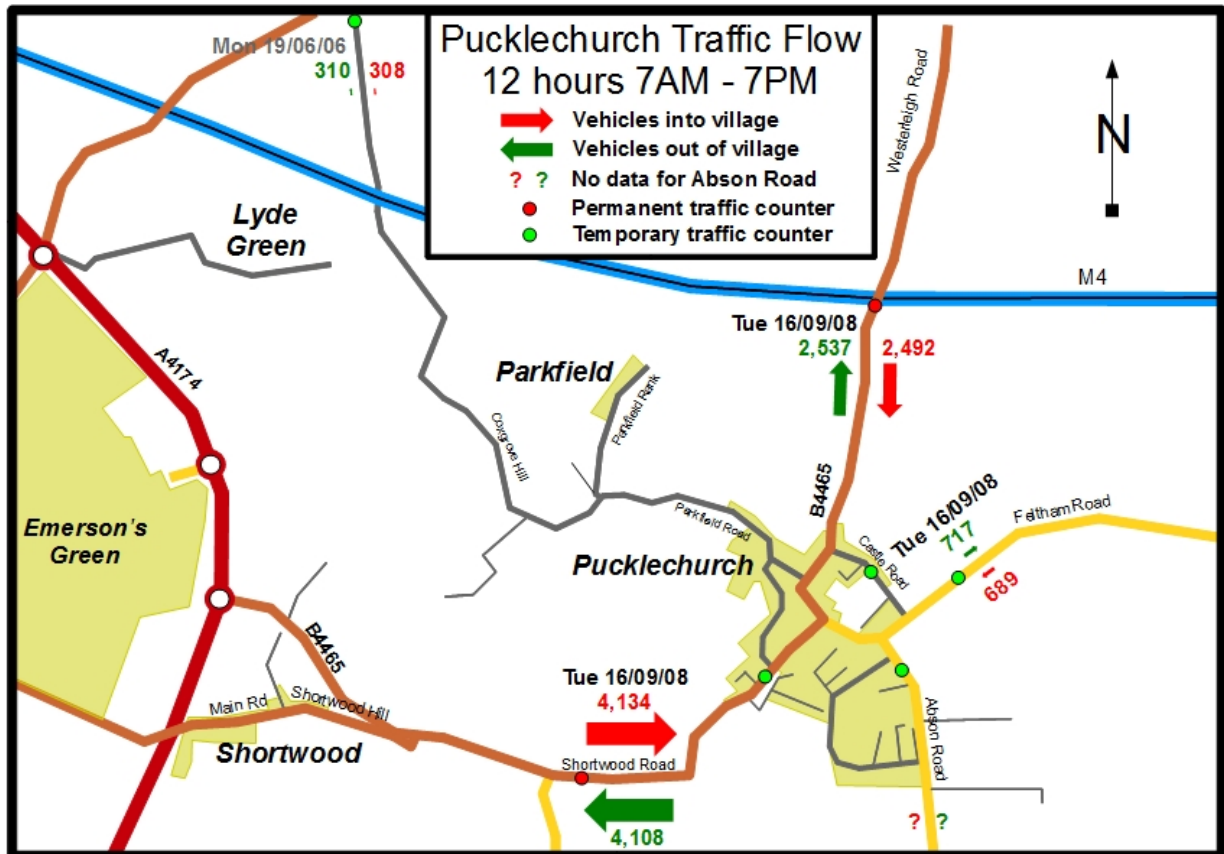 Pucklechurch Traffic Flow
12 hours 7AM - 7PM
Vehicles into village
Vehicles out of village
? ? No data for Abson Road
Permanent traffic counter
Temporary traffic counter
Mon 19/06/06
310 308
Westerleigh Road
N
Lyde
Green
M4
Tue 16/09/08
2,537 2,492
A4174
Parkfield
Parkfield Rank
Coxgrove Hill
B4465
Tue 16/09/08
717
689
Feltham Road
Castle Road
Parkfield Road
Emerson's
Green
Pucklechurch
B4465
Tue 16/09/08
4,134
Main Rd
Shortwood Hill
Shortwood
Shortwood Road
4,108
Abson Road
? ?